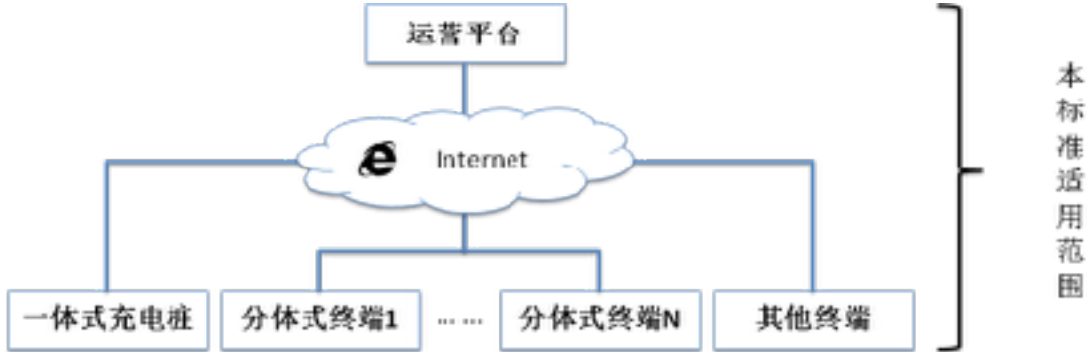 运营平台
Internet
一体式充电桩
分体式终端1
... ...
分体式终端N
其他终端
本标准适用范围